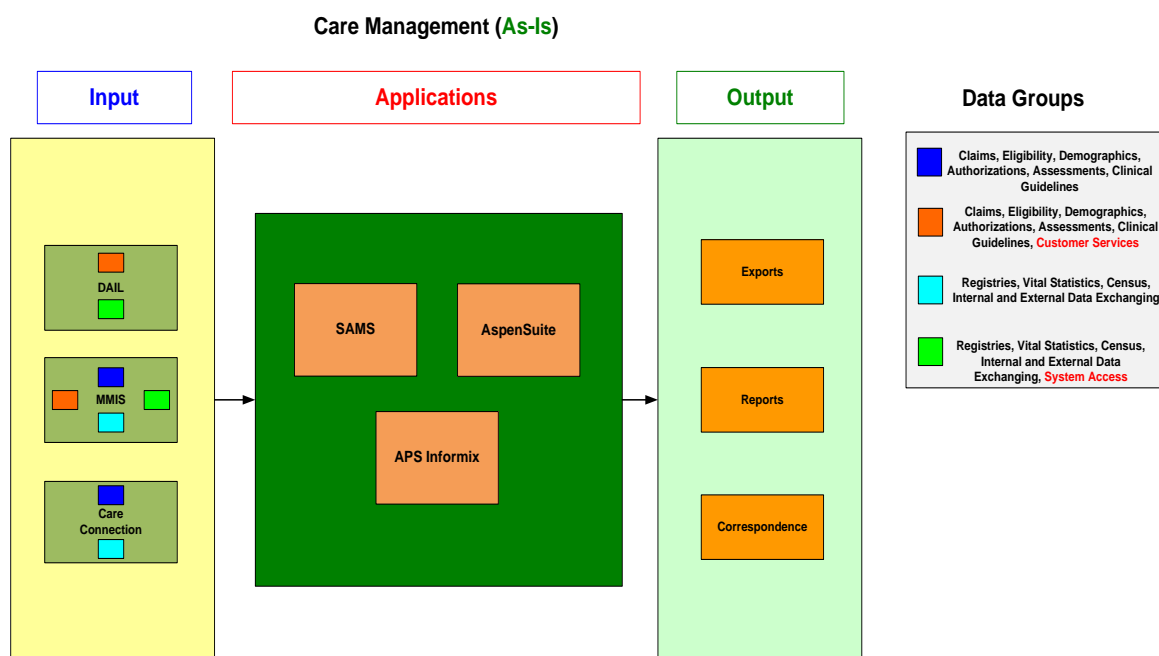 Care Management (As-Is)
Input
Applications
Output
Data Groups
DAIL
MMIS
Care
Connection
SAMS
AspenSuite
APS Informix
Exports
Reports
Correspondence
Claims, Eligibility, Demographics,
Authorizations, Assessments, Clinical
Guidelines
Claims, Eligibility, Demographics,
Authorizations, Assessments, Clinical
Guidelines, Customer Services
Registries, Vital Statistics, Census,
Internal and External Data Exchanging
Registries, Vital Statistics, Census,
Internal and External Data
Exchanging, System Access